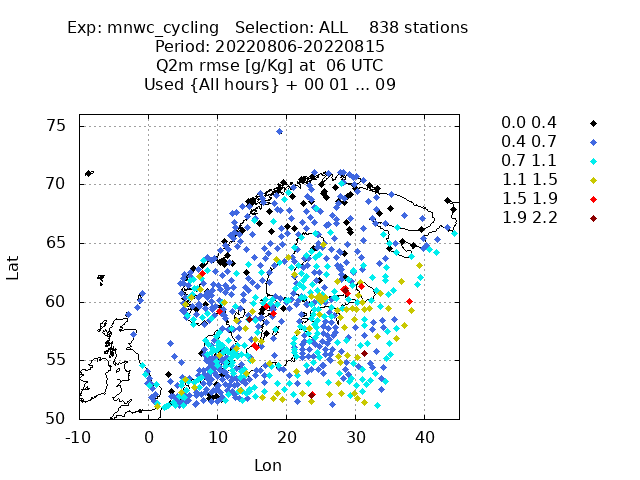 Exp: mnwc_cycling Selection: ALL 838 stations
Period: 20220806-20220815
Q2m rmse [g/Kg] at 06 UTC
Used {All hours} + 00 01 ... 09
75
70
65
60
55
50
-10 0 10 20 30 40
Lat
Lon
0.0 0.4
0.4 0.7
0.7 1.1
1.1 1.5
1.5 1.9
1.9 2.2